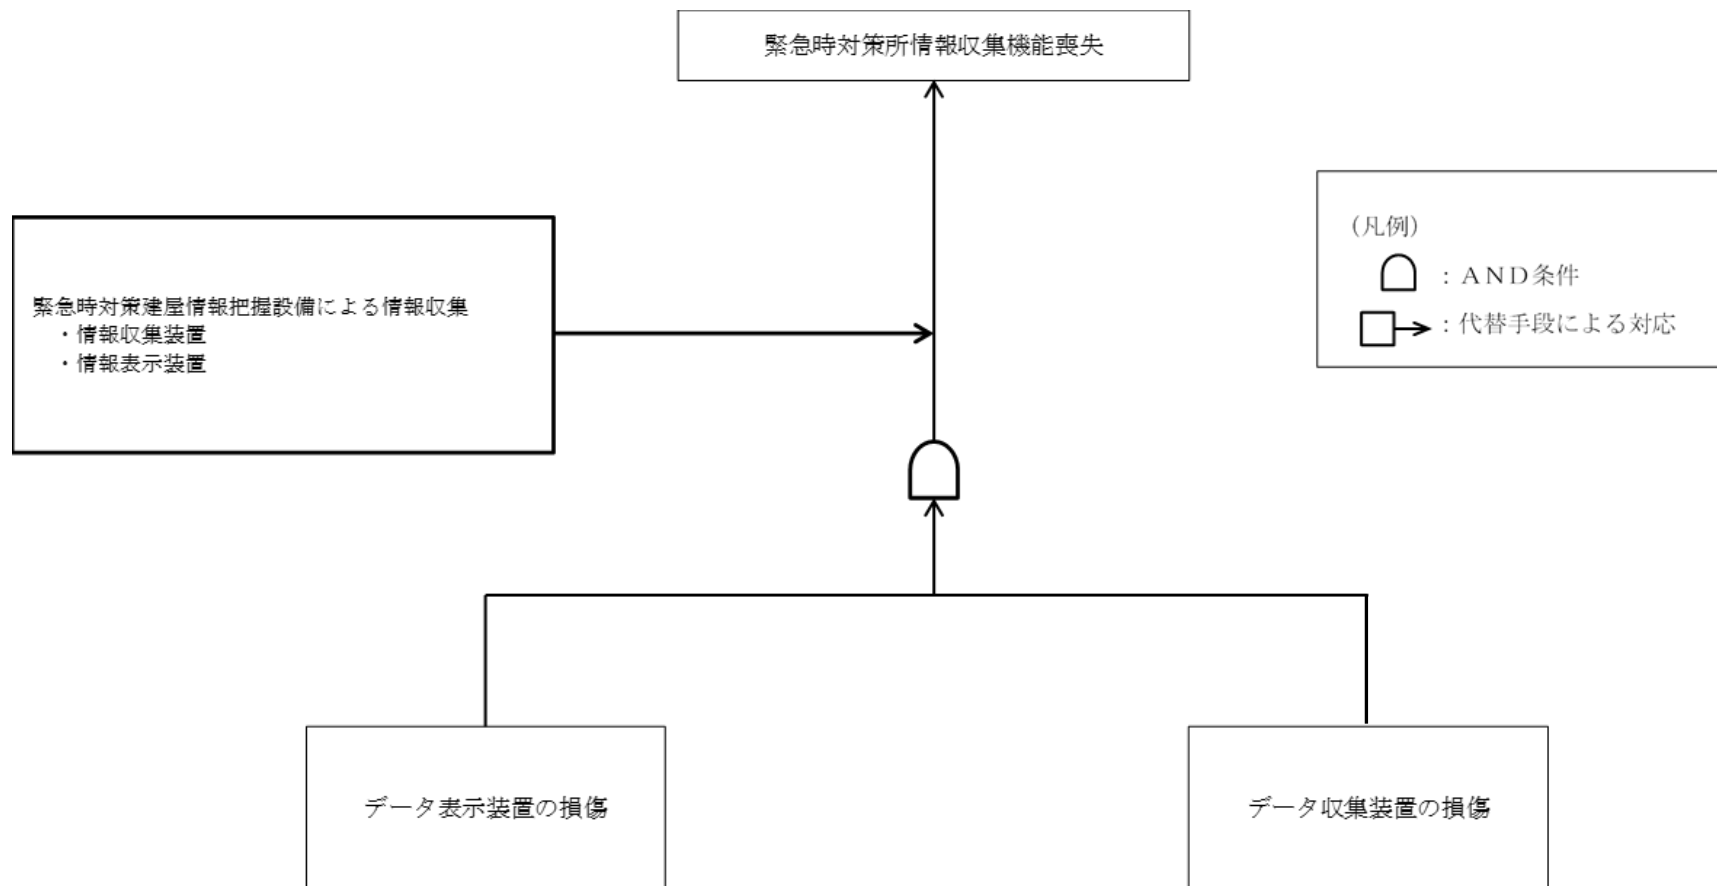 緊急時対策所情報収集機能喪失
(凡例)
：ＡＮＤ条件
：代替手段による対応
緊急時対策建屋情報把握設備による情報収集
・情報収集装置
・情報表示装置
データ表示装置の損傷
データ収集装置の損傷